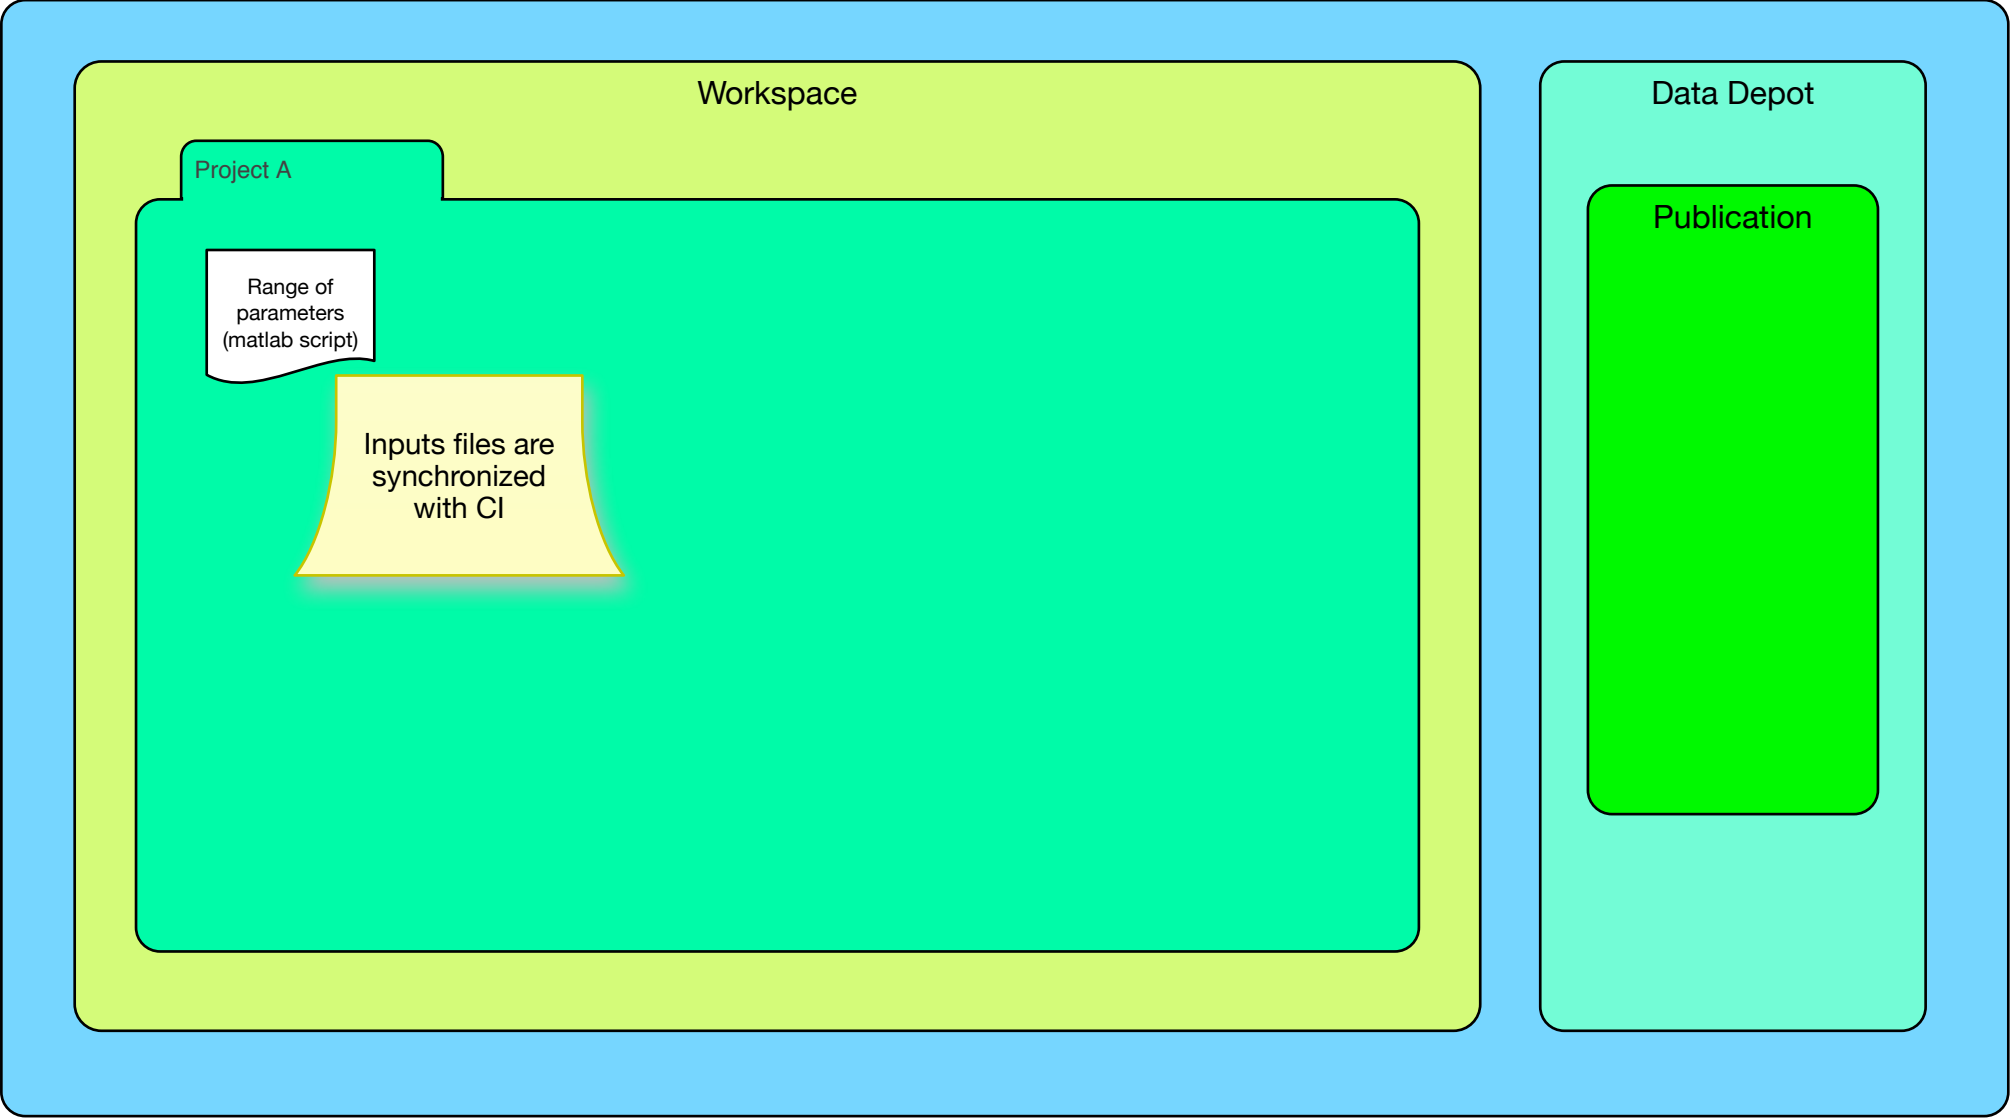 Workspace
Data Depot
Project A
Publication
Range of
parameters
(matlab script)
Inputs files are
synchronized
with CI